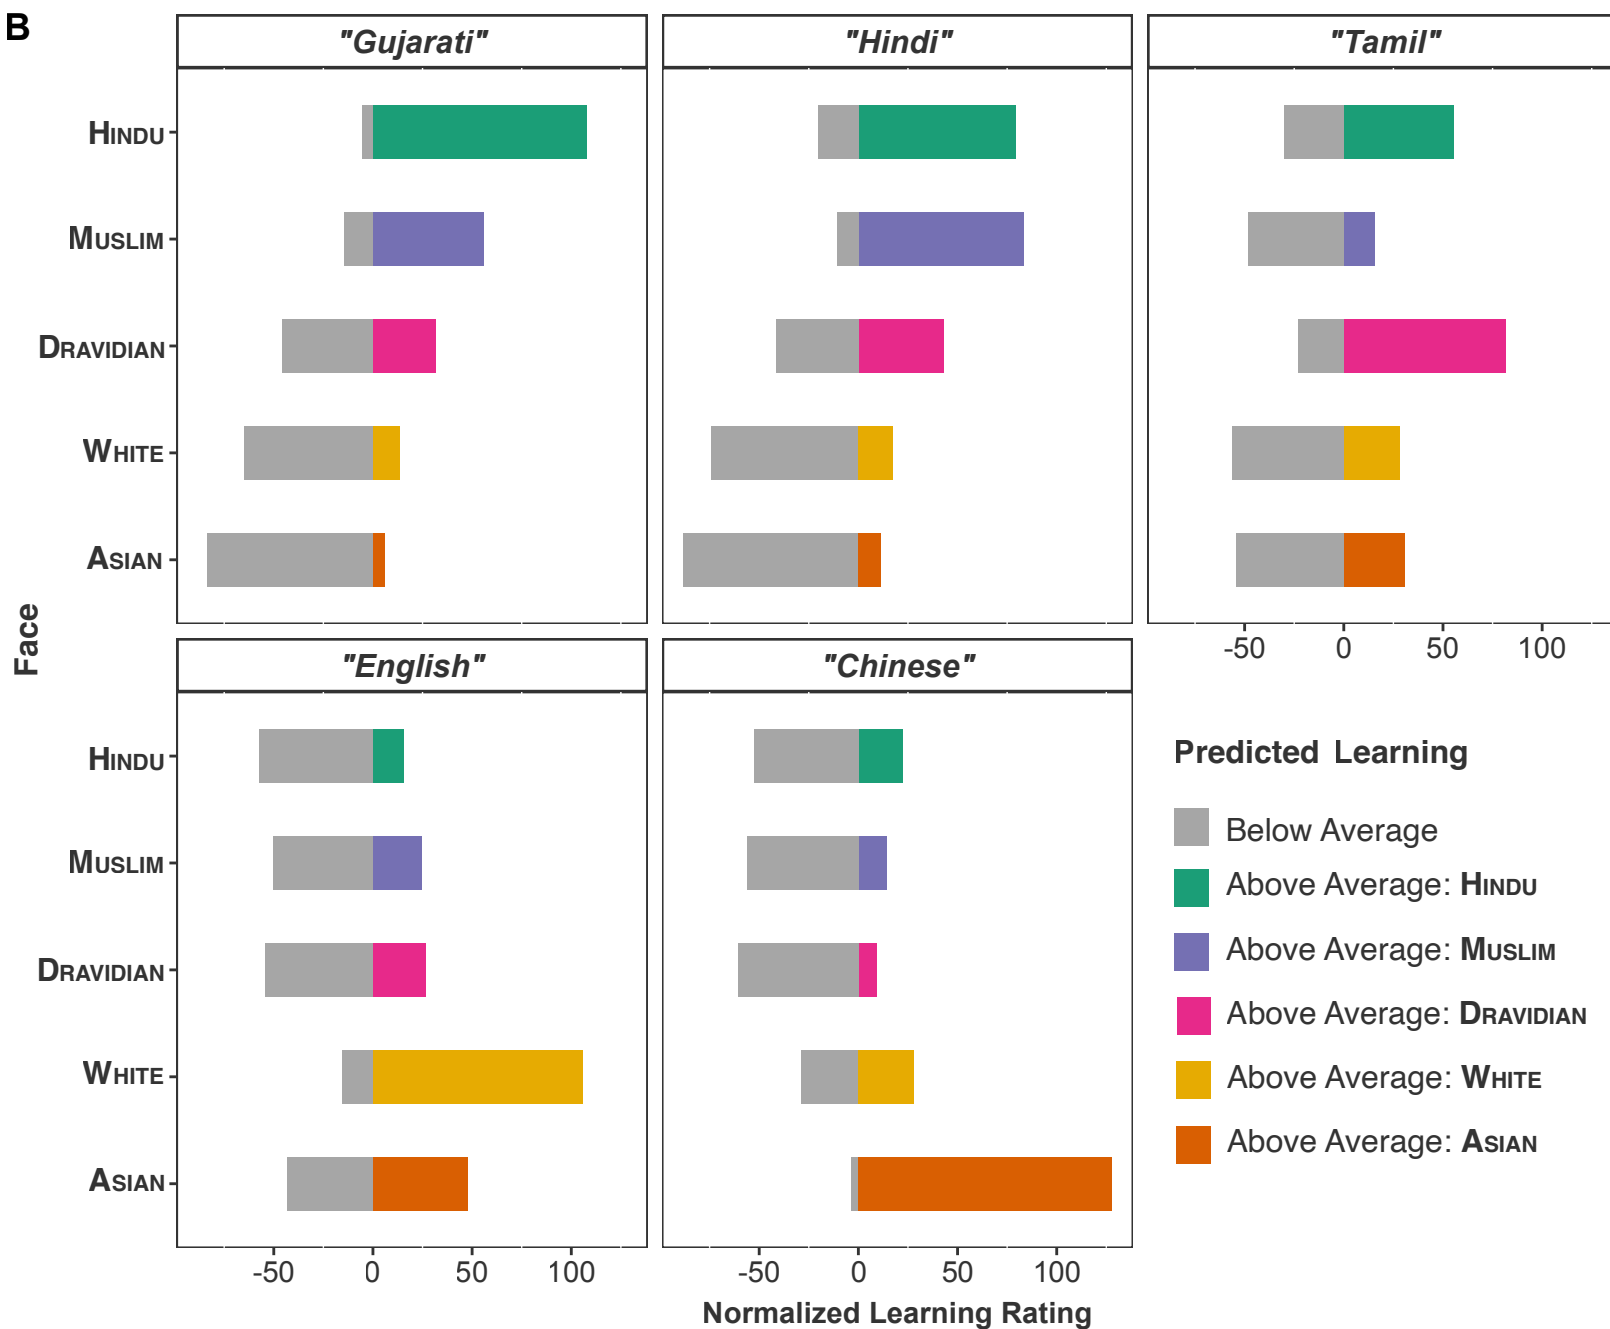 B
"Gujarati"
"Hindi"
"Tamil"
HINDU
MUSLIM
DRAVIDIAN
WHITE
ASIAN
-50 0 50 100
Face
"English"
"Chinese"
HINDU
MUSLIM
DRAVIDIAN
WHITE
ASIAN
-50 0 50 100
-50 0 50 100
Normalized Learning Rating
Predicted Learning
Below Average
Above Average: HINDU
Above Average: MUSLIM
Above Average: DRAVIDIAN
Above Average: WHITE
Above Average: ASIAN